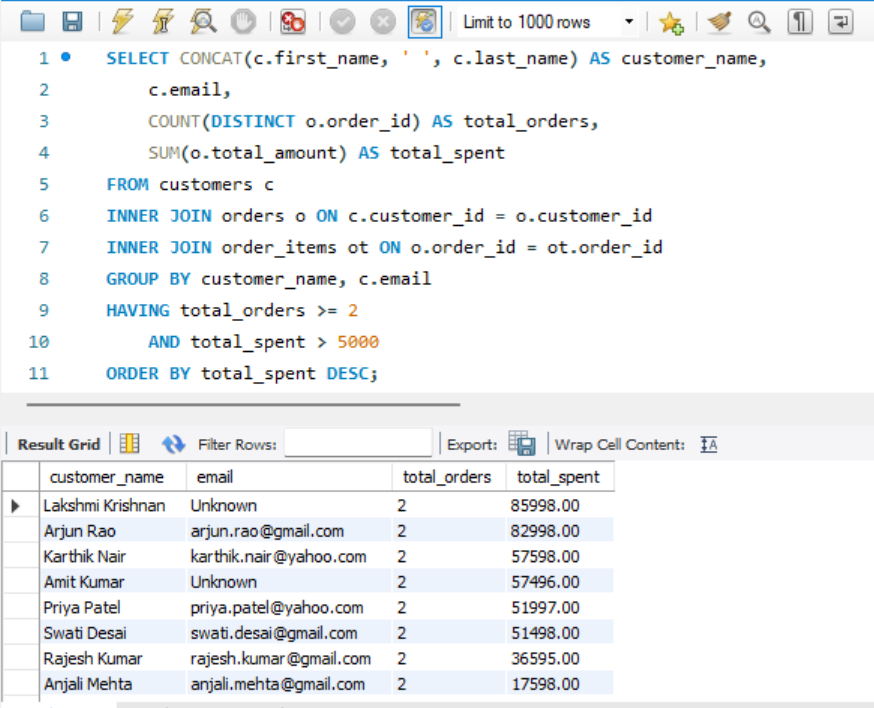 Limit to 1000 rows
1 SELECT CONCAT(c.first_name, ' ', c.last_name) AS customer_name,
2 c.email,
3 COUNT(DISTINCT o.order_id) AS total_orders,
4 SUM(o.total_amount) AS total_spent
5 FROM customers c
6 INNER JOIN orders o ON c.customer_id = o.customer_id
7 INNER JOIN order_items ot ON o.order_id = ot.order_id
8 GROUP BY customer_name, c.email
9 HAVING total_orders >= 2
10 AND total_spent > 5000
11 ORDER BY total_spent DESC;
Result Grid Filter Rows: Export: Wrap Cell Content:
customer_name email total_orders total_spent
Lakshmi Krishnan Unknown 2 85998.00
Arjun Rao arjun.rao@gmail.com 2 82998.00
Karthik Nair karthik.nair@yahoo.com 2 57598.00
Amit Kumar Unknown 2 57496.00
Priya Patel priya.patel@yahoo.com 2 51997.00
Swati Desai swati.desai@gmail.com 2 51498.00
Rajesh Kumar rajesh.kumar@gmail.com 2 36595.00
Anjali Mehta anjali.mehta@gmail.com 2 17598.00